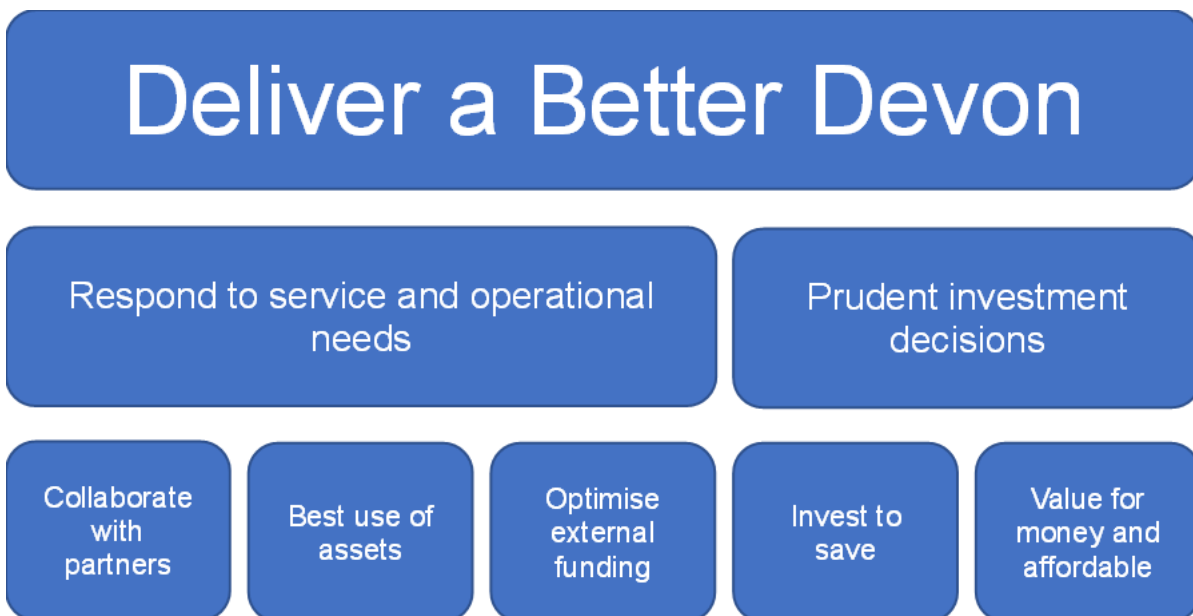 Deliver a Better Devon
Respond to service and operational
needs
Prudent investment
decisions
Collaborate
with
partners
Best use of
assets
Optimise
external
funding
Invest to
save
Value for
money and
affordable